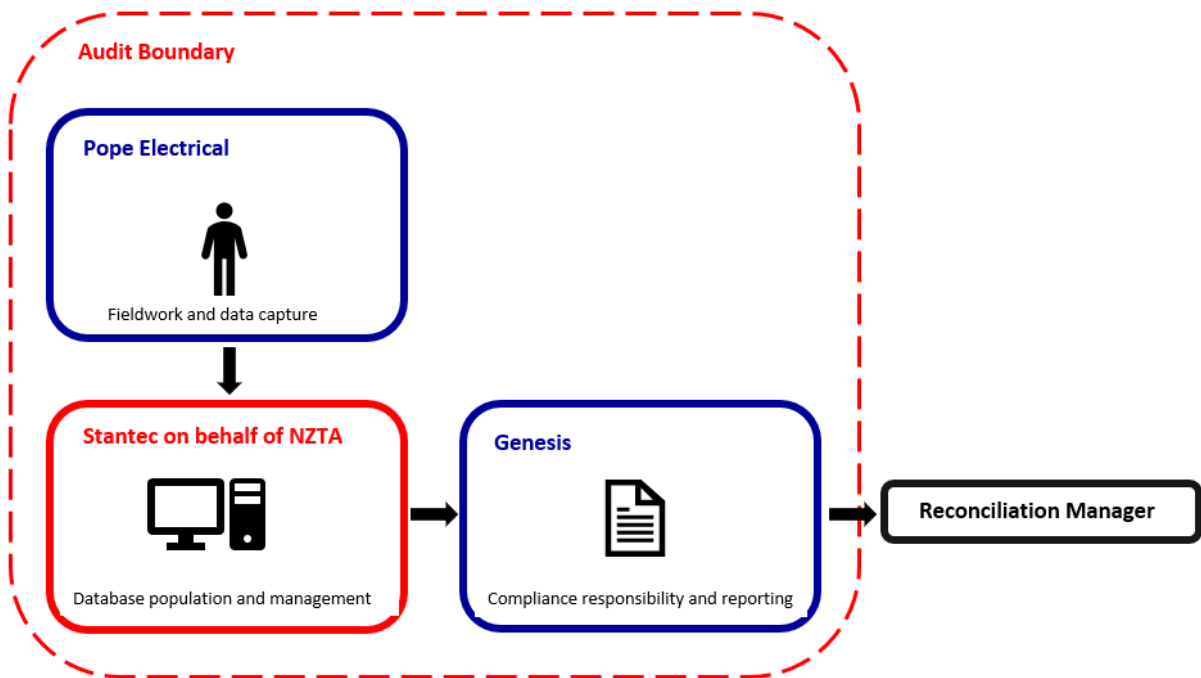 Audit Boundary
Pope Electrical
Fieldwork and data capture
Stantec on behalf of NZTA
Database population and management
Genesis
Compliance responsibility and reporting
Reconciliation Manager